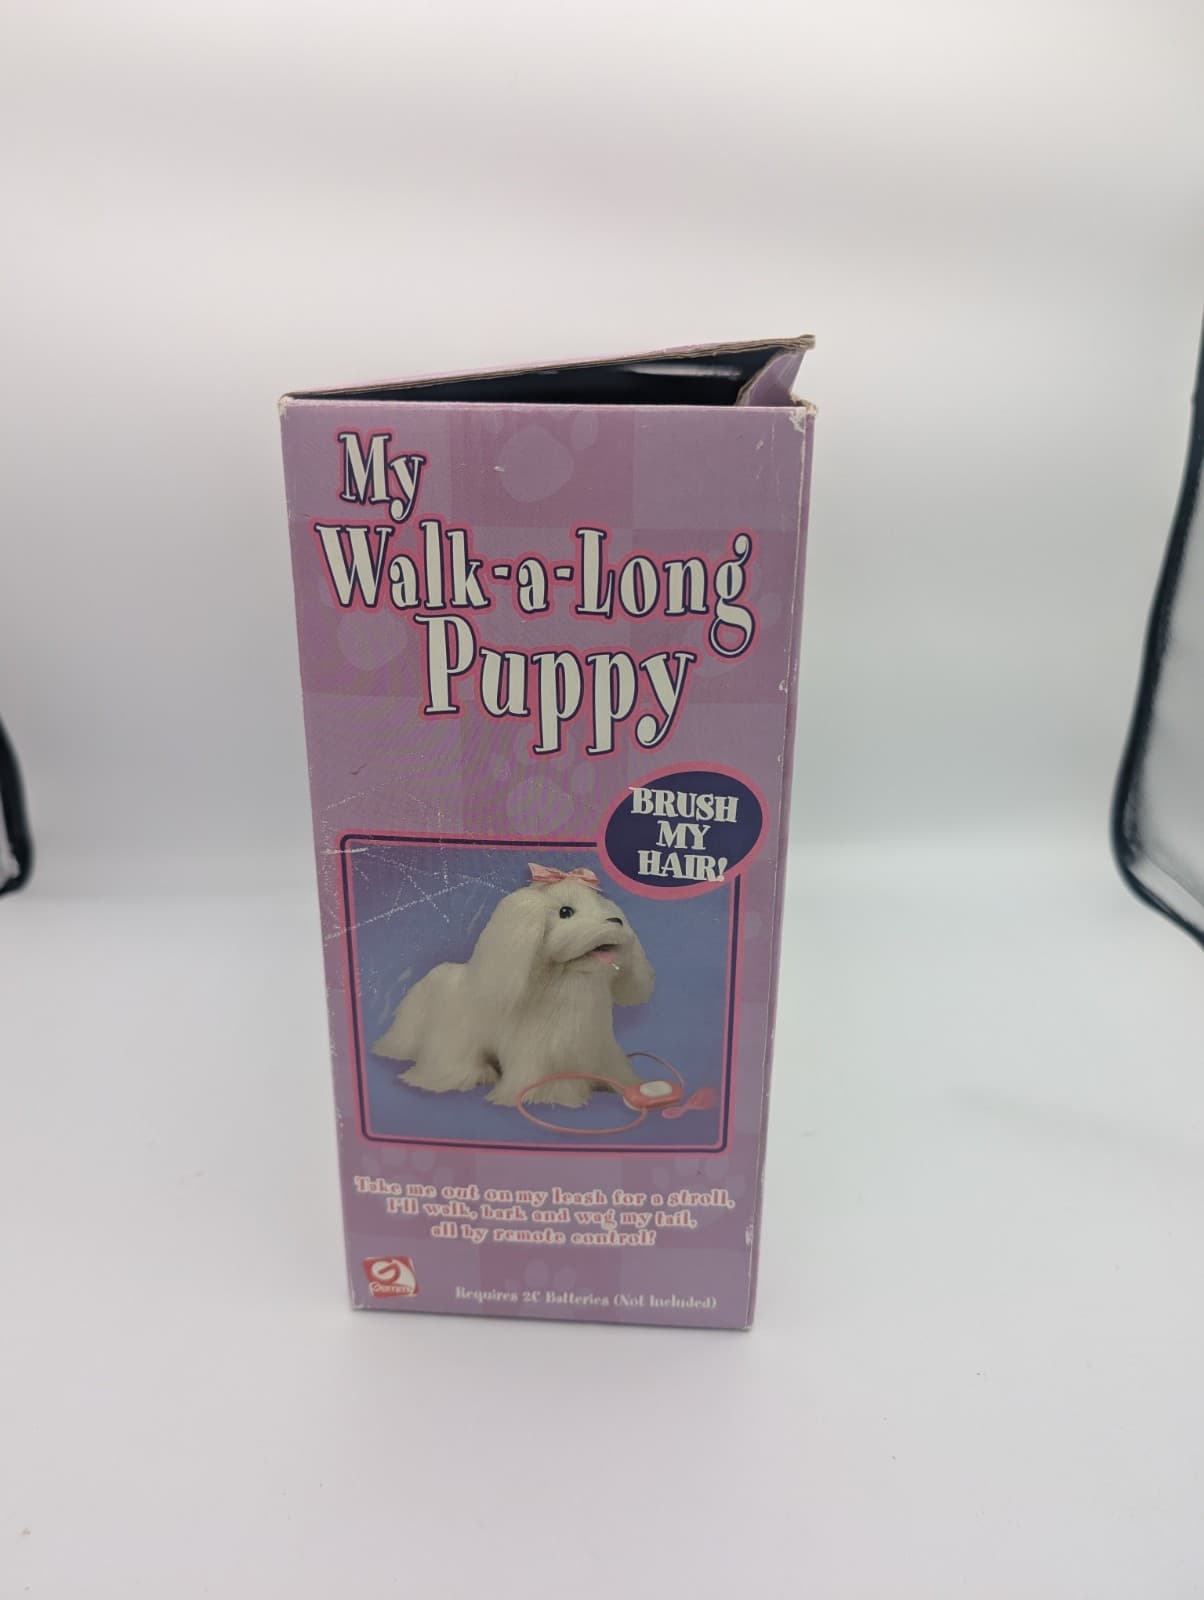 My
Walk-a-Long
Puppy
BRUSH
MY
HAIR!
Take me out on my leash for a stroll,
I'll walk, bark and wag my tail,
all by remote control!
Gemmy
Requires 2C Batteries (Not Included)